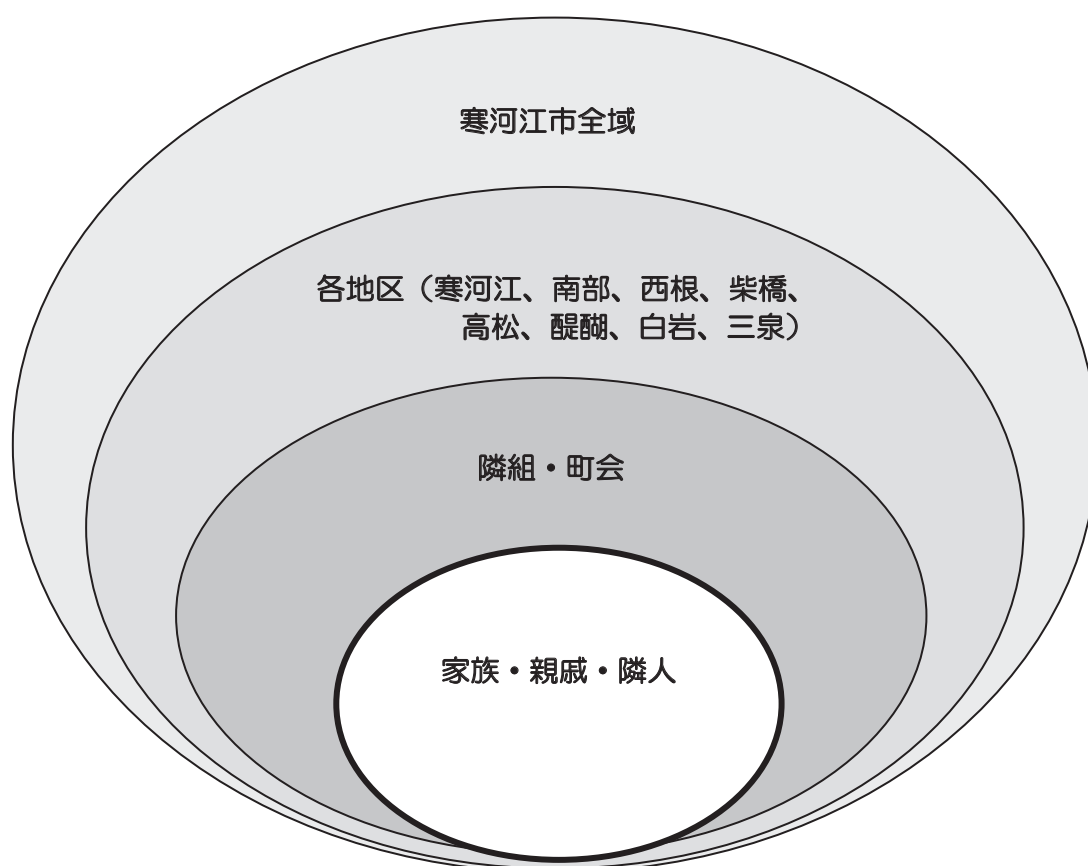 寒河江市全域
各地区（寒河江、南部、西根、柴橋、
高松、醍醐、白岩、三泉）
隣組・町会
家族・親戚・隣人